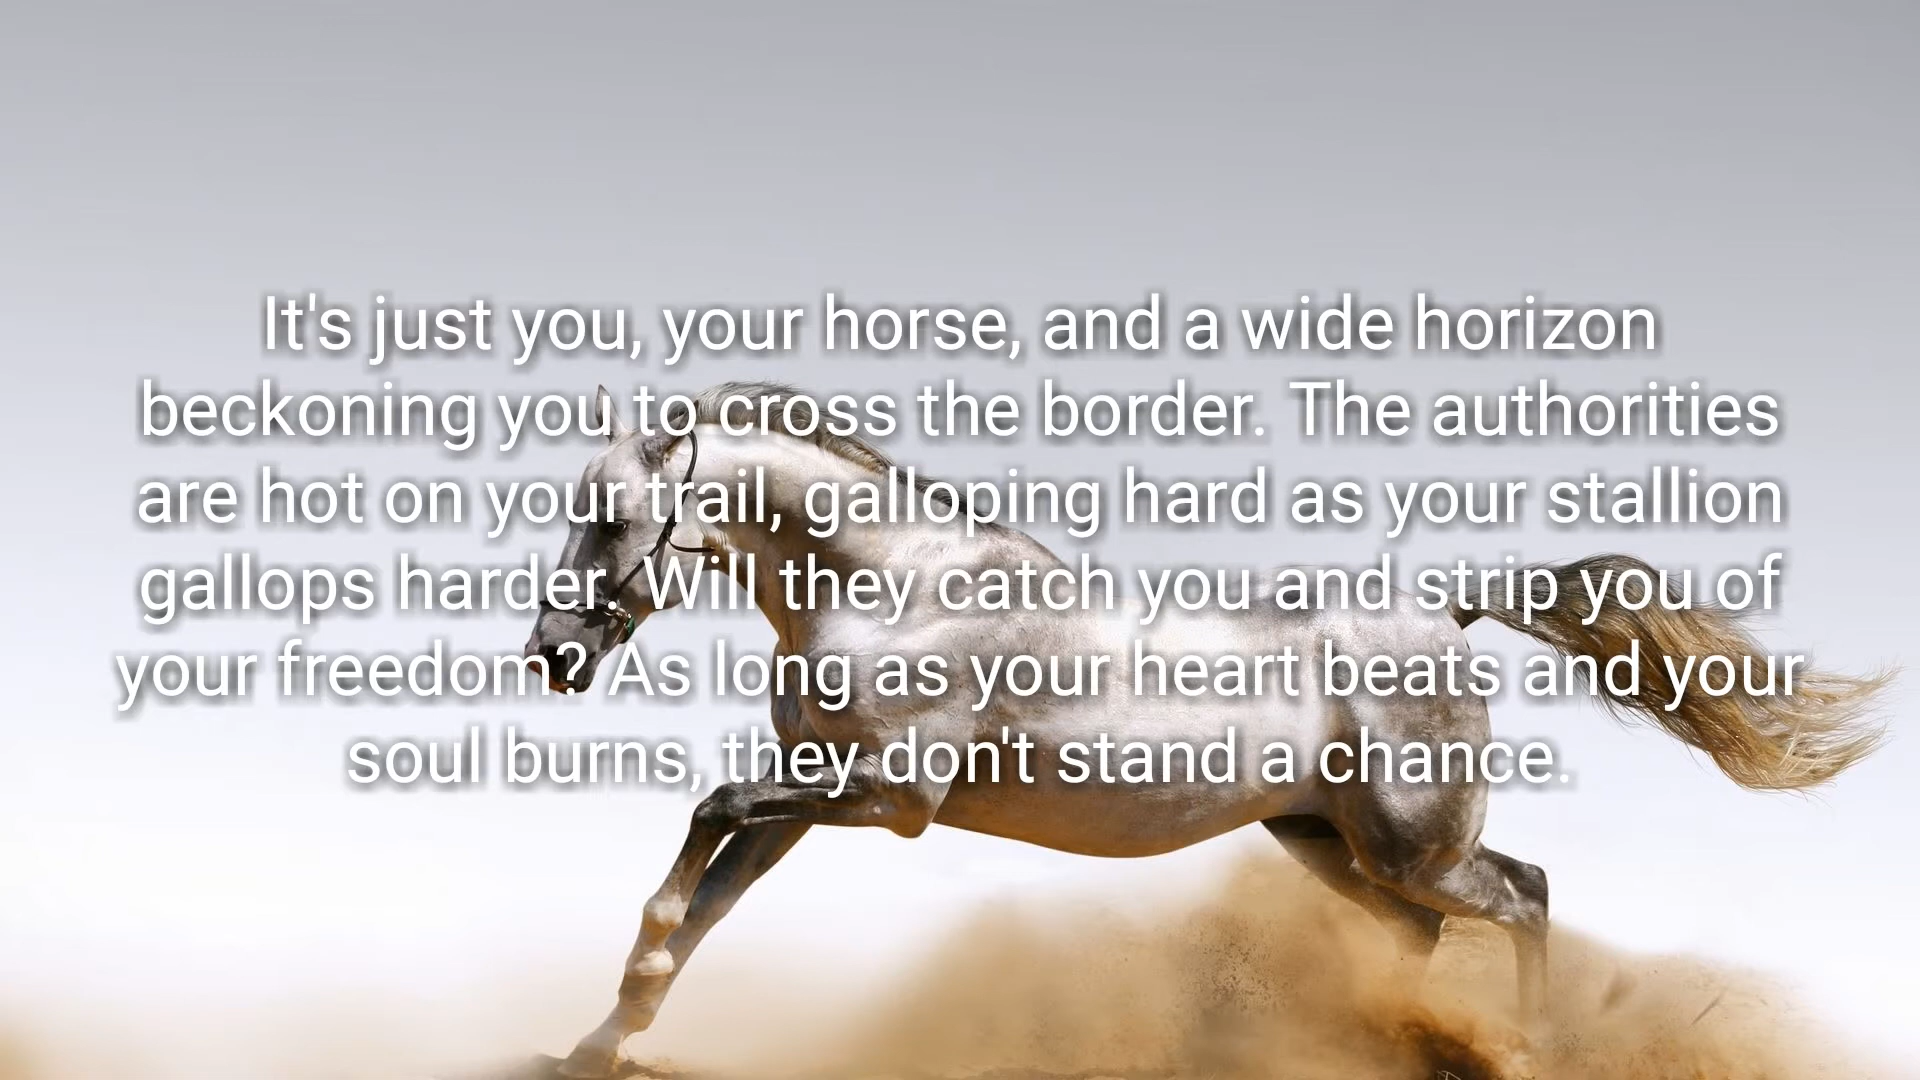 It's just you, your horse, and a wide horizon
beckoning you to cross the border. The authorities
are hot on your trail, galloping hard as your stallion
gallops harder. Will they catch you and strip you of
your freedom? As long as your heart beats and your
soul burns, they don't stand a chance.